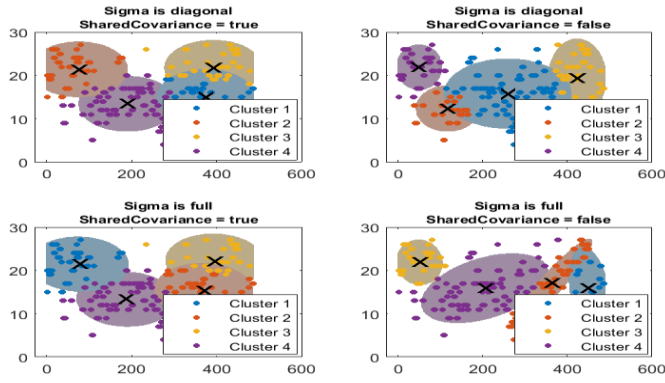 Sigma is diagonal
SharedCovariance = true
30
20
10
0
0
200
400
600
Cluster 1
Cluster 2
Cluster 3
Cluster 4
Sigma is diagonal
SharedCovariance = false
30
20
10
0
0
200
400
600
Cluster 1
Cluster 2
Cluster 3
Cluster 4
Sigma is full
SharedCovariance = true
30
20
10
0
0
200
400
600
Cluster 1
Cluster 2
Cluster 3
Cluster 4
Sigma is full
SharedCovariance = false
30
20
10
0
0
200
400
600
Cluster 1
Cluster 2
Cluster 3
Cluster 4